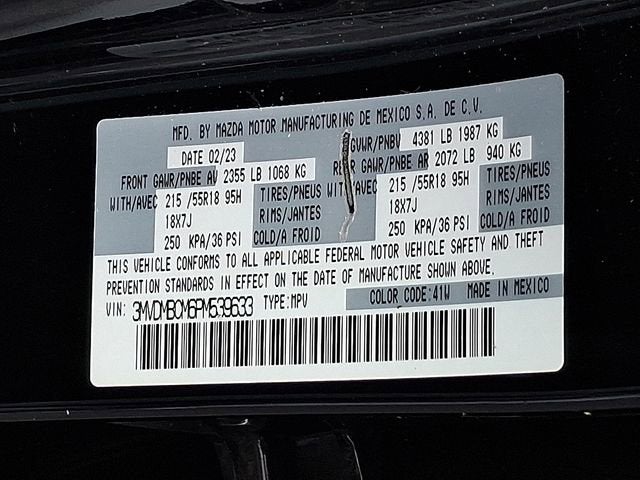 MFD. BY MAZDA MOTOR MANUFACTURING DE MEXICO S.A. DE C.V.
DATE 02/23 GVWR/PNBV 4381 LB 1987 KG
FRONT GAWR/PNBE AV 2355 LB 1068 KG REAR GAWR/PNBE AR 2072 LB 940 KG
WITH/AVEC 215 /55R18 95H TIRES/PNEUS WITH/AVEC 215 /55R18 95H TIRES/PNEUS
18X7J RIMS/JANTES 18X7J RIMS/JANTES
250 KPA/36 PSI COLD/A FROID 250 KPA/36 PSI COLD/A FROID
THIS VEHICLE CONFORMS TO ALL APPLICABLE FEDERAL MOTOR VEHICLE SAFETY AND THEFT
PREVENTION STANDARDS IN EFFECT ON THE DATE OF MANUFACTURE SHOWN ABOVE.
VIN: 3MVDMBCM6PM539633 TYPE:MPV COLOR CODE:41W MADE IN MEXICO